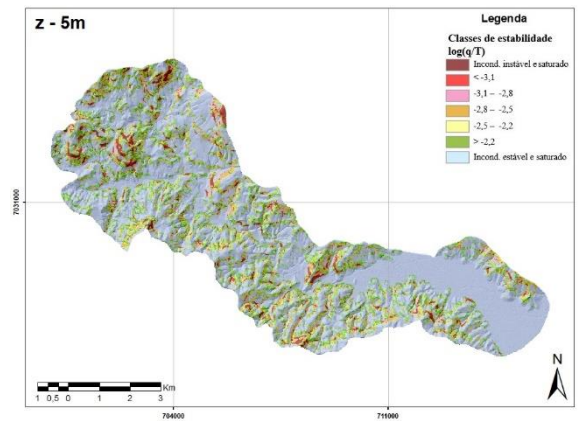 z - 5m
Legenda
Classes de estabilidade
log(q/T)
Incond. instável e saturado
< -3,1
-3,1 – -2,8
-2,8 – -2,5
-2,5 – -2,2
> -2,2
Incond. estável e saturado
7031000
N
1 0,5 0 1 2 3 Km
704000 711000